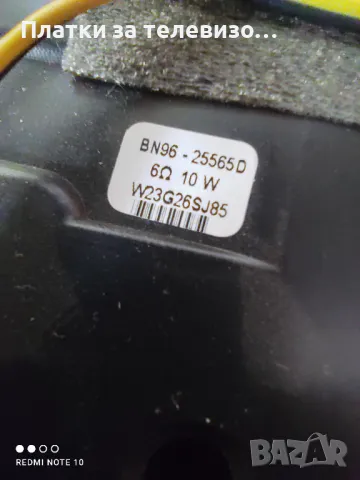 Платки за телевизо...
BN96 - 25565D
6Ω 10 W
W23G26SJ85
REDMI NOTE 10
BAZAR